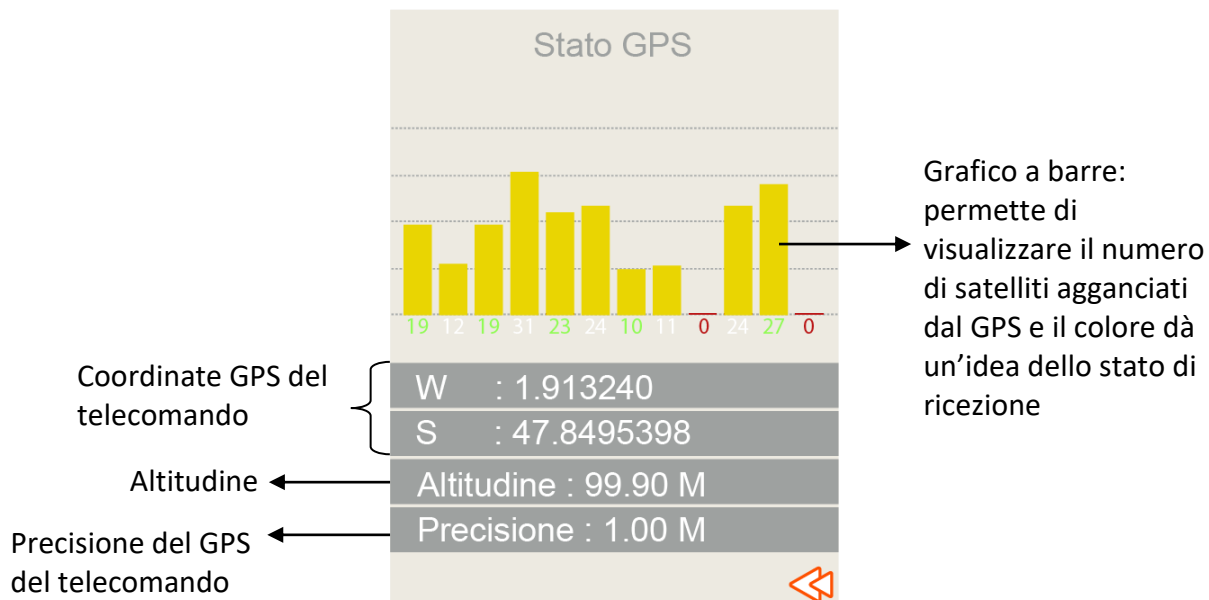 Stato GPS
19 12 19 31 23 24 10 11 0 24 27 0
Grafico a barre:
permette di
visualizzare il numero
di satelliti agganciati
dal GPS e il colore dà
un’idea dello stato di
ricezione
Coordinate GPS del
telecomando
W : 1.913240
S : 47.8495398
Altitudine
Altitudine : 99.90 M
Precisione del GPS
del telecomando
Precisione : 1.00 M